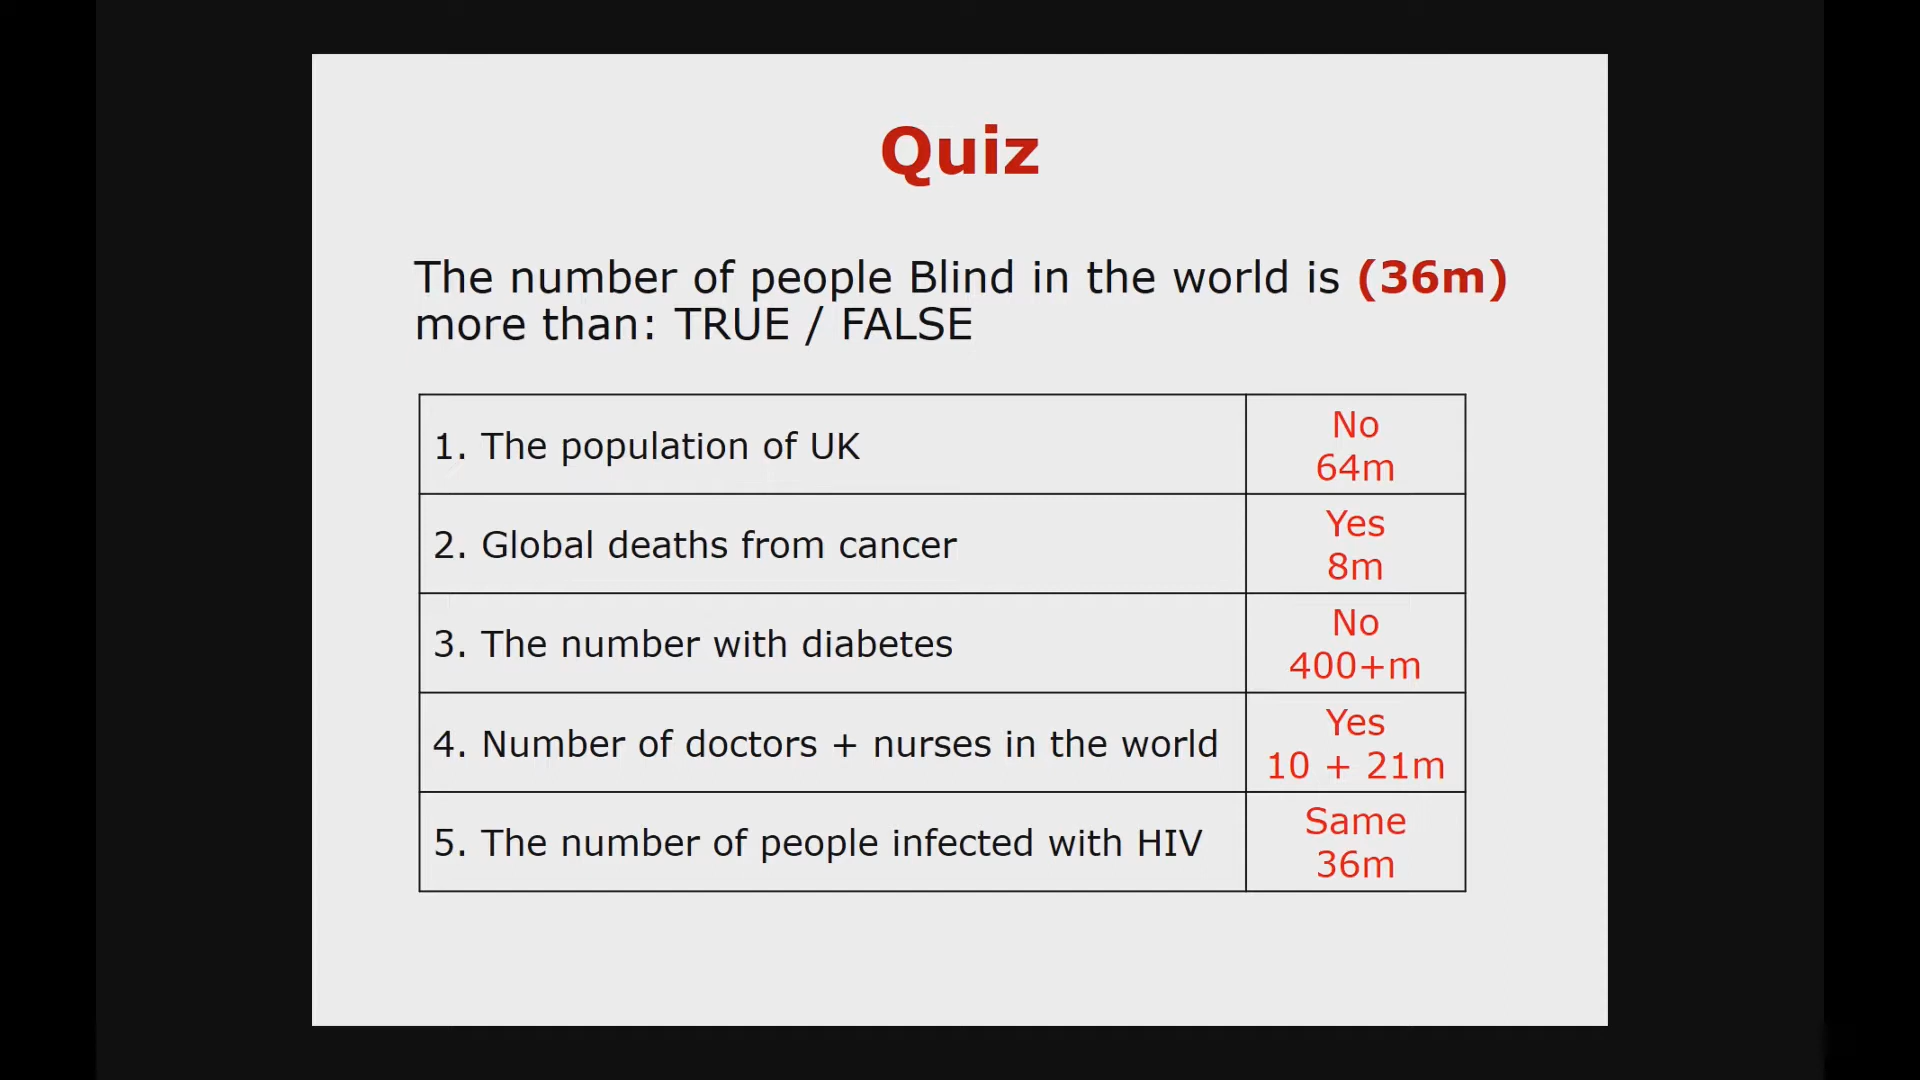 Quiz
The number of people Blind in the world is (36m)
more than: TRUE / FALSE
1. The population of UK
No
64m
2. Global deaths from cancer
Yes
8m
3. The number with diabetes
No
400+m
4. Number of doctors + nurses in the world
Yes
10 + 21m
5. The number of people infected with HIV
Same
36m